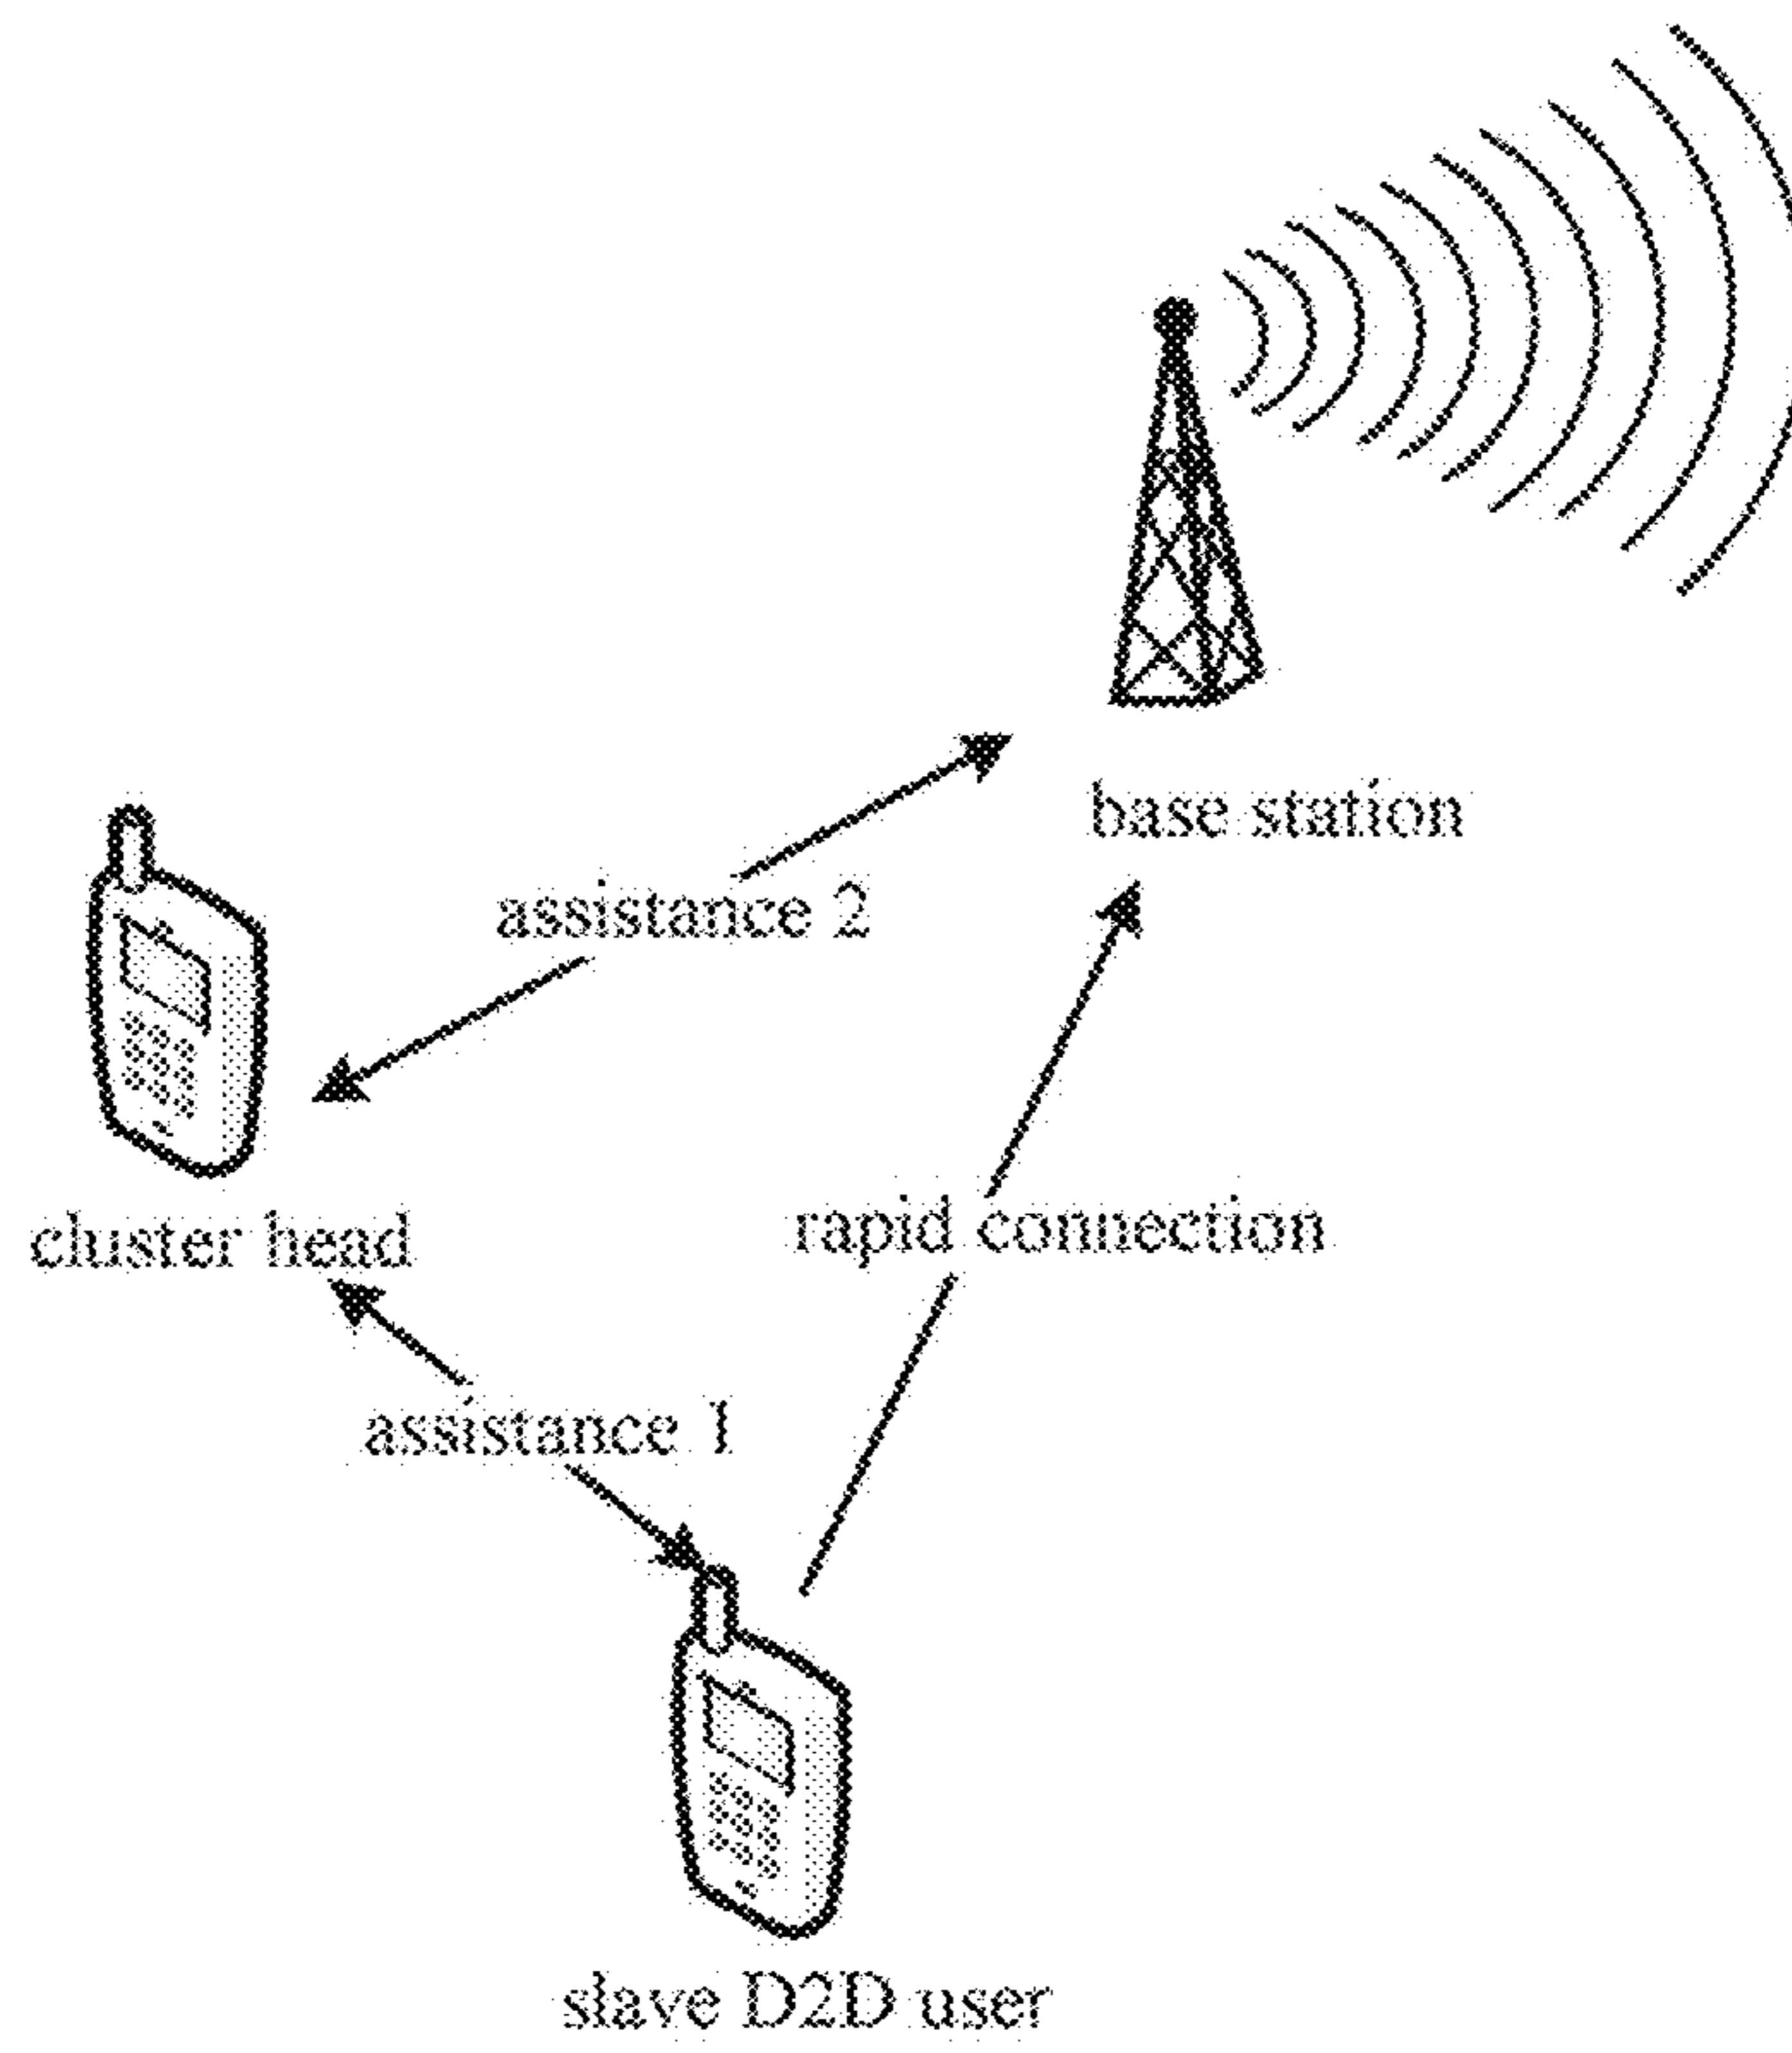 base station
assistance 2
cluster head
rapid connection
assistance 1
slave D2D user